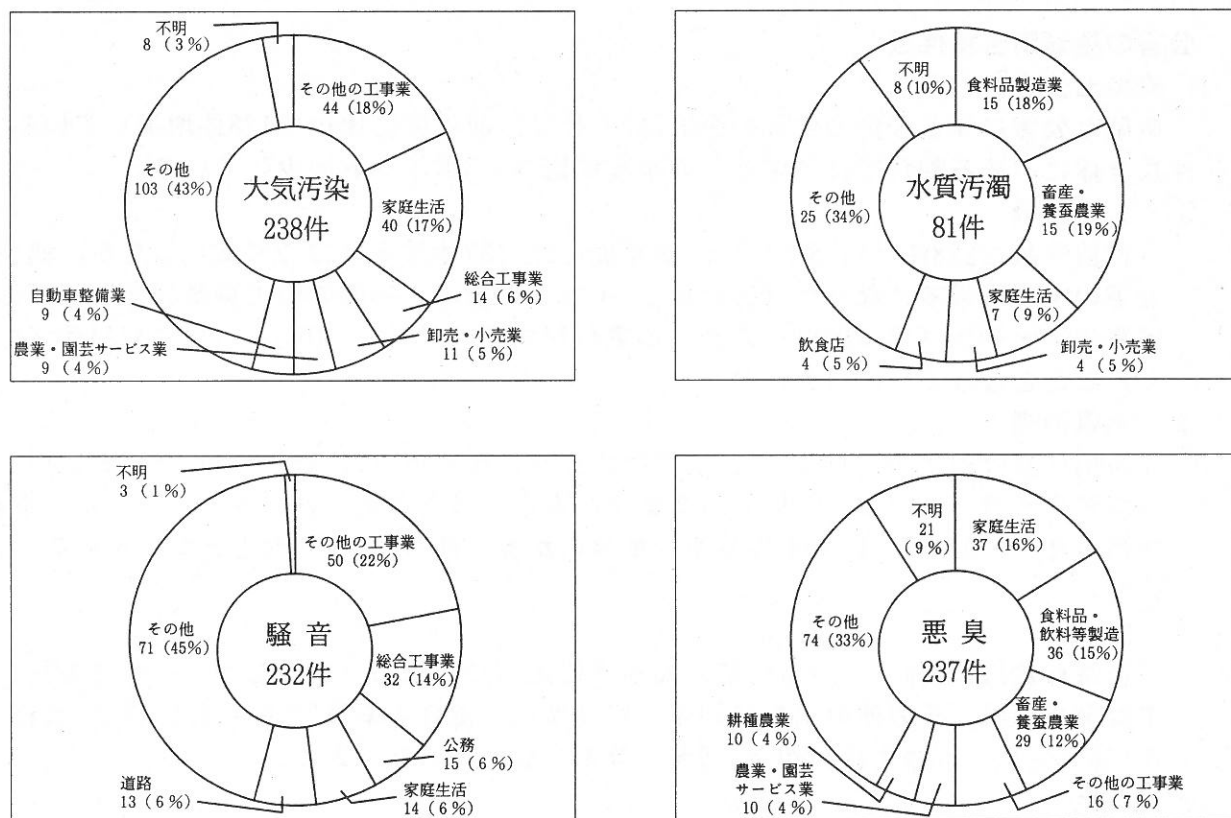 不明
8 (3%)
その他の工事業
44 (18%)
その他
103 (43%)
大気汚染
238件
家庭生活
40 (17%)
総合工事業
14 (6%)
自動車整備業
9 (4%)
農業・園芸サービス業
9 (4%)
卸売・小売業
11 (5%)
不明
8 (10%)
食料品製造業
15 (18%)
その他
25 (34%)
水質汚濁
81件
畜産・
養蚕農業
15 (19%)
家庭生活
7 (9%)
飲食店
4 (5%)
卸売・小売業
4 (5%)
不明
3 (1%)
その他の工事業
50 (22%)
その他
71 (45%)
騒音
232件
総合工事業
32 (14%)
公務
15 (6%)
道路
13 (6%)
家庭生活
14 (6%)
不明
21
(9%)
家庭生活
37 (16%)
その他
74 (33%)
悪臭
237件
食料品・
飲料等製造
36 (15%)
畜産・
養蚕農業
29 (12%)
耕種農業
10 (4%)
農業・園芸
サービス業
10 (4%)
その他の工事業
16 (7%)